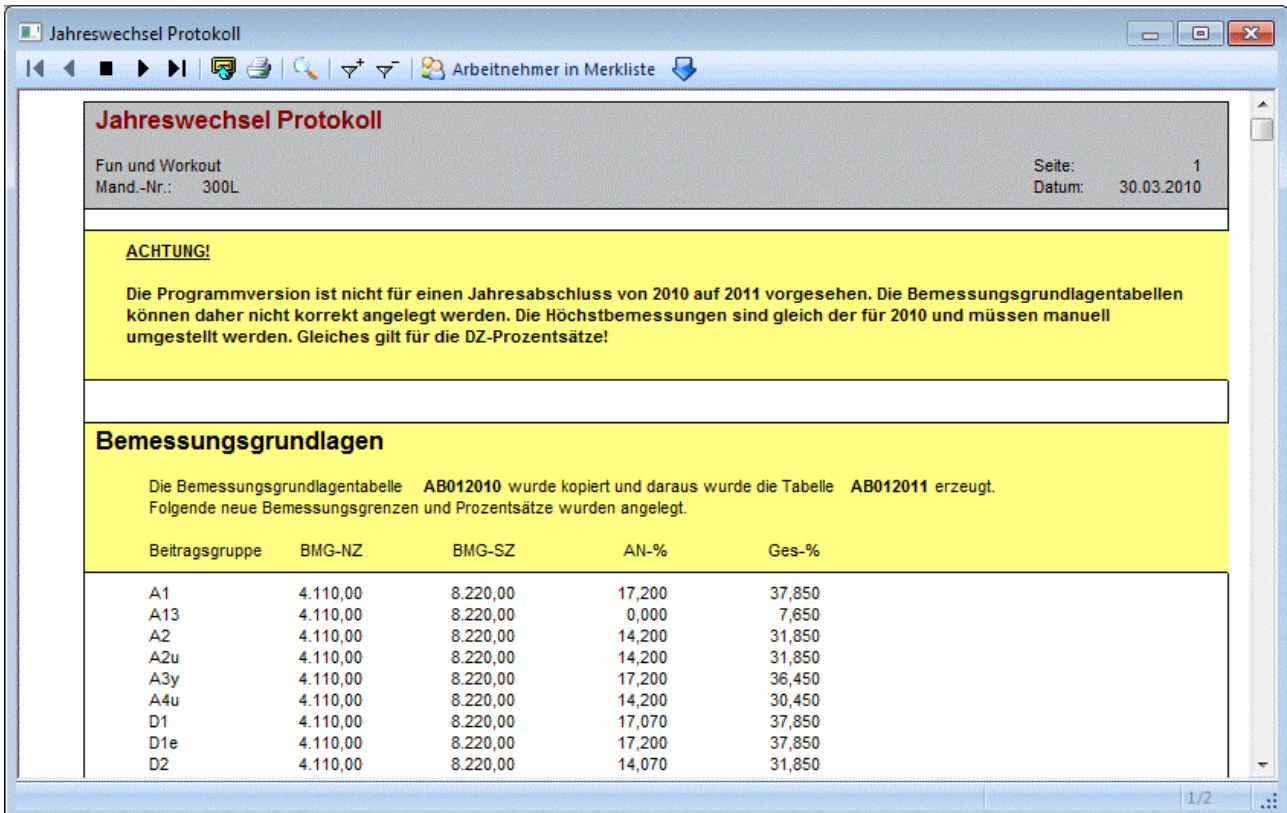 Jahreswechsel Protokoll
Arbeitnehmer in Merkliste
Jahreswechsel Protokoll
Fun und Workout Seite: 1
Mand.-Nr.: 300L Datum: 30.03.2010
ACHTUNG!
Die Programmversion ist nicht für einen Jahresabschluss von 2010 auf 2011 vorgesehen. Die Bemessungsgrundlagentabellen
können daher nicht korrekt angelegt werden. Die Höchstbemessungen sind gleich der für 2010 und müssen manuell
umgestellt werden. Gleiches gilt für die DZ-Prozentsätze!
Bemessungsgrundlagen
Die Bemessungsgrundlagentabelle AB012010 wurde kopiert und daraus wurde die Tabelle AB012011 erzeugt.
Folgende neue Bemessungsgrenzen und Prozentsätze wurden angelegt.
Beitragsgruppe BMG-NZ BMG-SZ AN-% Ges-%
A1 4.110,00 8.220,00 17,200 37,850
A13 4.110,00 8.220,00 0,000 7,650
A2 4.110,00 8.220,00 14,200 31,850
A2u 4.110,00 8.220,00 14,200 31,850
A3y 4.110,00 8.220,00 17,200 36,450
A4u 4.110,00 8.220,00 14,200 30,450
D1 4.110,00 8.220,00 17,070 37,850
D1e 4.110,00 8.220,00 17,200 37,850
D2 4.110,00 8.220,00 14,070 31,850
1/2